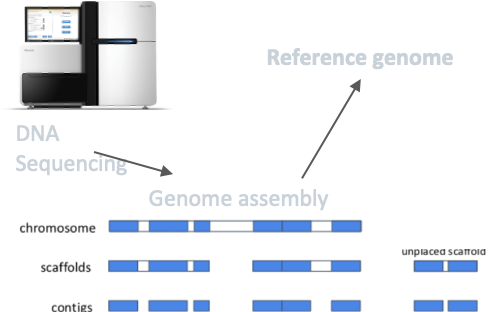 Reference genome
DNA
Sequencing
Genome assembly
chromosome
unplaced scaffold
scaffolds
contigs